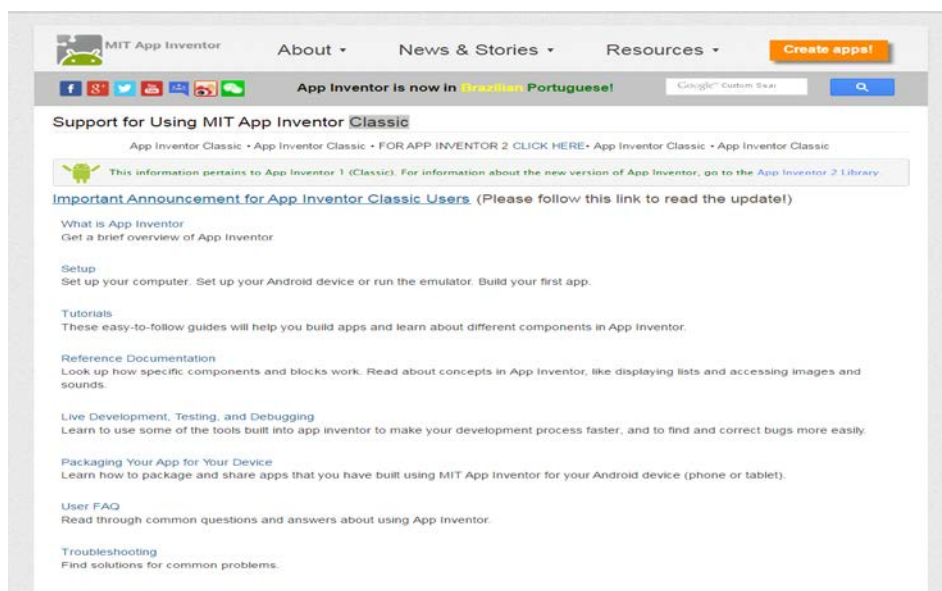 MIT App Inventor
About
News & Stories
Resources
Create apps!
App Inventor is now in Brazilian Portuguese!
Google Custom Sear
Support for Using MIT App Inventor Classic
App Inventor Classic • App Inventor Classic • FOR APP INVENTOR 2 CLICK HERE• App Inventor Classic • App Inventor Classic
This information pertains to App Inventor 1 (Classic). For information about the new version of App Inventor, go to the App Inventor 2 Library.
Important Announcement for App Inventor Classic Users (Please follow this link to read the update!)
What is App Inventor
Get a brief overview of App Inventor
Setup
Set up your computer. Set up your Android device or run the emulator. Build your first app.
Tutorials
These easy-to-follow guides will help you build apps and learn about different components in App Inventor.
Reference Documentation
Look up how specific components and blocks work. Read about concepts in App Inventor, like displaying lists and accessing images and
sounds.
Live Development, Testing, and Debugging
Learn to use some of the tools built into app inventor to make your development process faster, and to find and correct bugs more easily.
Packaging Your App for Your Device
Learn how to package and share apps that you have built using MIT App Inventor for your Android device (phone or tablet).
User FAQ
Read through common questions and answers about using App Inventor.
Troubleshooting
Find solutions for common problems.